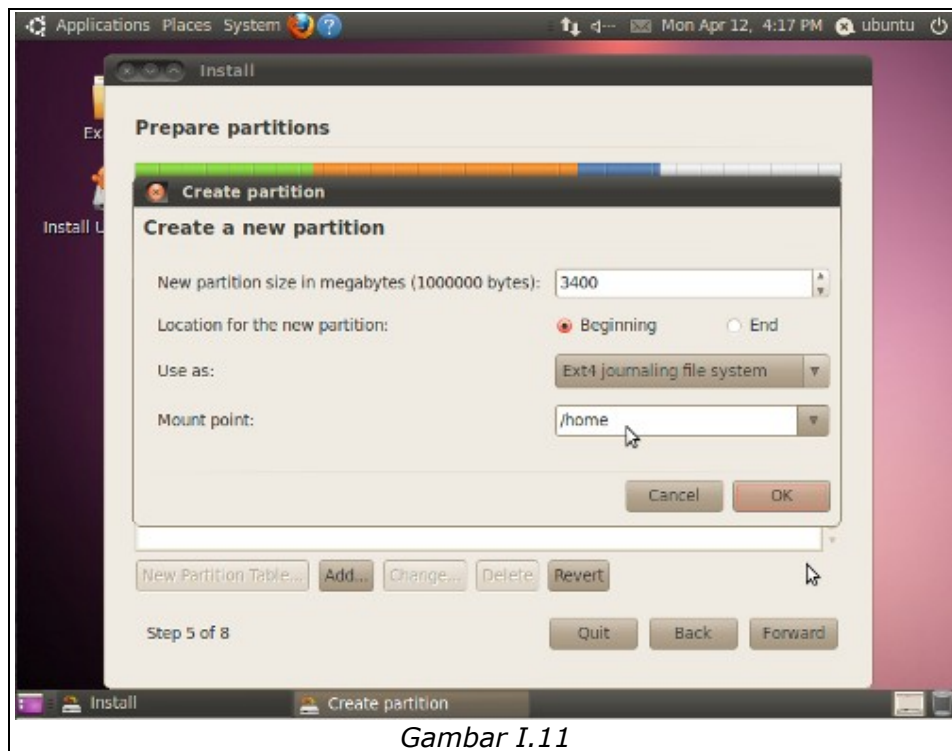 Applications Places System Mon Apr 12, 4:17 PM ubuntu
Install
Prepare partitions
Ex
Install U
Create partition
Create a new partition
New partition size in megabytes (1000000 bytes): 3400
Location for the new partition: Beginning End
Use as: Ext4 journaling file system
Mount point: /home
Cancel OK
New Partition Table... Add... Change... Delete Revert
Step 5 of 8 Quit Back Forward
Install Create partition
Gambar I.11